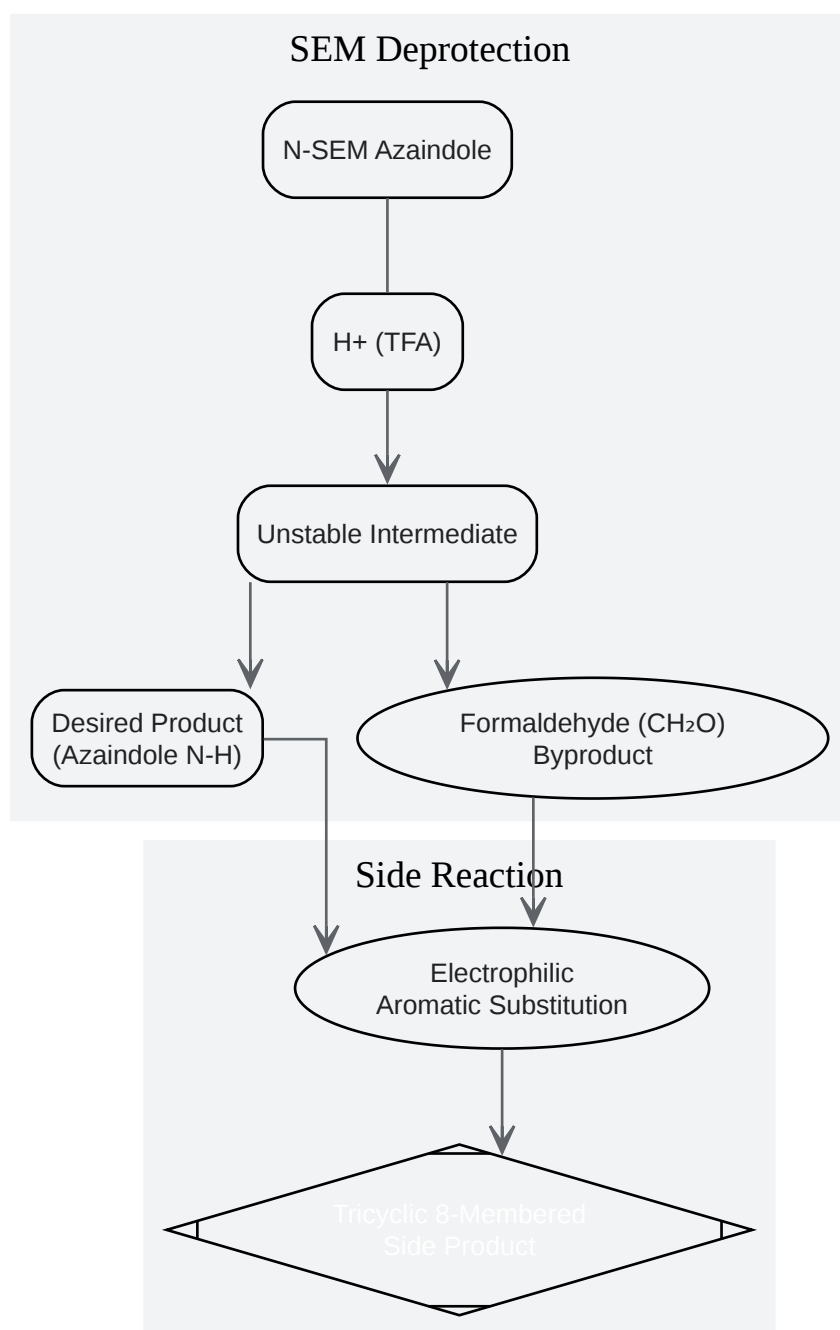 SEM Deprotection
N-SEM Azaindole
H+ (TFA)
Unstable Intermediate
Desired Product
(Azaindole N-H)
Formaldehyde (CH₂O)
Byproduct
Side Reaction
Electrophilic
Aromatic Substitution
Tricyclic 8-Membered
Side Product